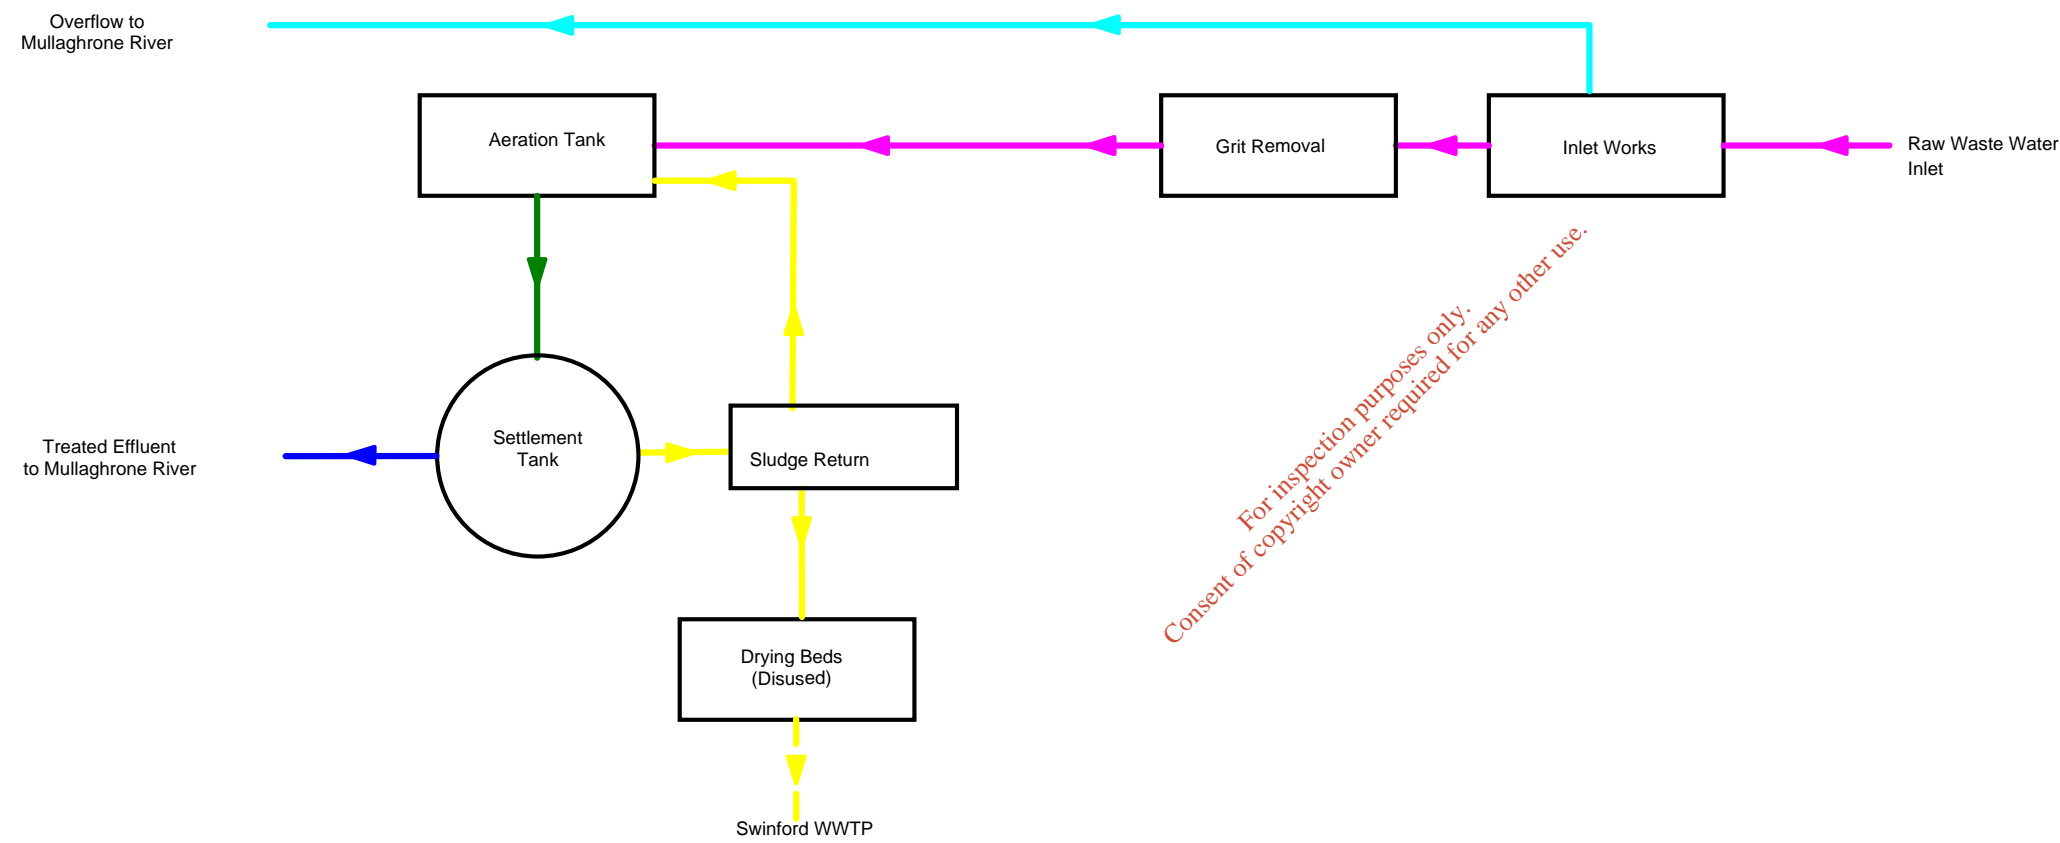 Overflow to
Mullaghrone River
Aeration Tank
Grit Removal
Inlet Works
Raw Waste Water
Inlet
Settlement
Tank
Sludge Return
Treated Effluent
to Mullaghrone River
Drying Beds
(Disused)
Swinford WWTP
For inspection purposes only.
Consent of copyright owner required for any other use.